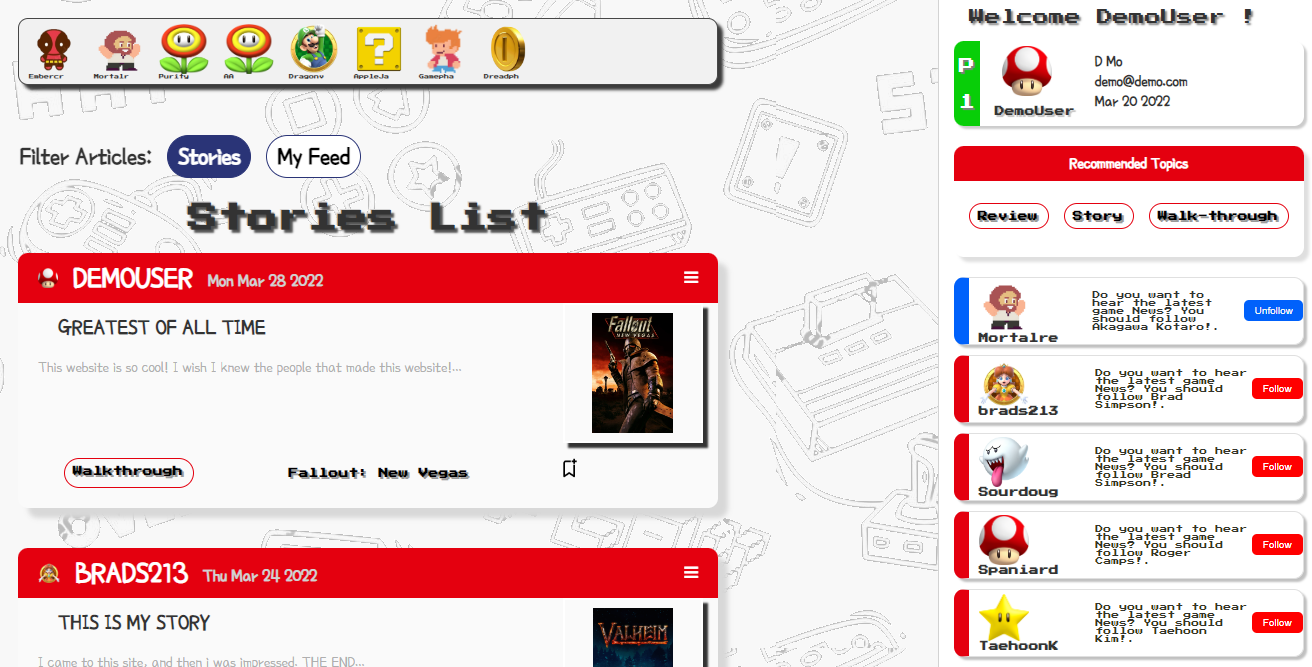 Embercr Mortalr Purify AA Dragonv AppleJa Gamepha Dreadph
Filter Articles: Stories My Feed
Stories List
DEMOUSER Mon Mar 28 2022
GREATEST OF ALL TIME
This website is so cool! I wish I knew the people that made this website!...
Fallout
NEW VEGAS
Walkthrough Fallout: New Vegas
BRADS213 Thu Mar 24 2022
THIS IS MY STORY
I came to this site, and then i was impressed. THE END...
VALHEIM
Welcome DemoUser !
P
1
DemoUser
D Mo
demo@demo.com
Mar 20 2022
Recommended Topics
Review Story Walk-through
Mortalre
Do you want to
hear the latest
game News? You
should follow
Akagawa Kotaro!.
Unfollow
brads213
Do you want to hear
the latest game
News? You should
follow Brad
Simpson!.
Follow
Sourdoug
Do you want to hear
the latest game
News? You should
follow Bread
Simpson!.
Follow
Spaniard
Do you want to hear
the latest game
News? You should
follow Roger
Camps!.
Follow
TaehoonK
Do you want to hear
the latest game
News? You should
follow Taehoon
Kim!.
Follow